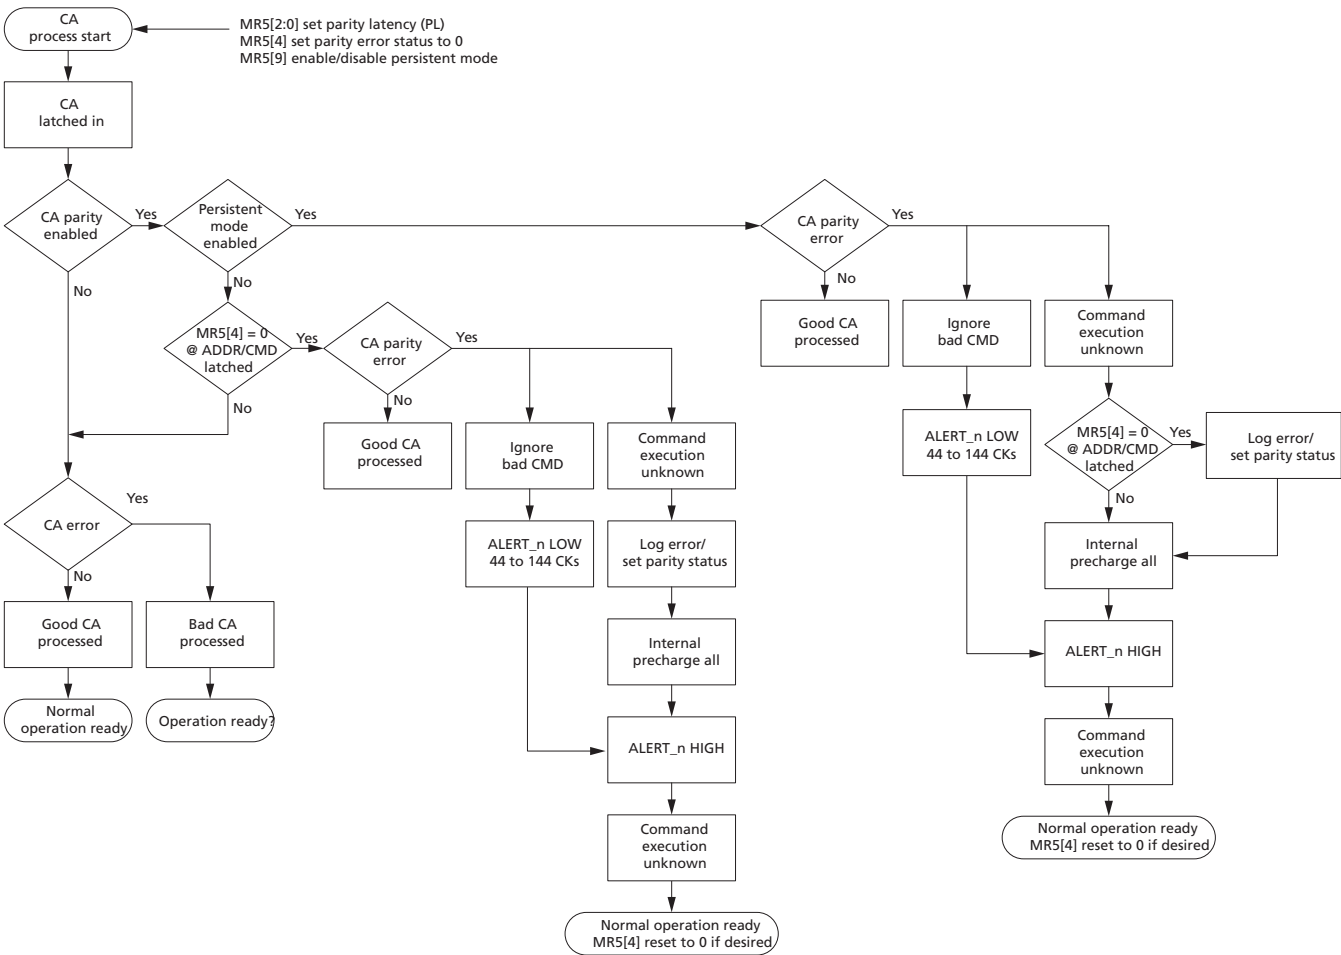 CA
process start
MR5[2:0] set parity latency (PL)
MR5[4] set parity error status to 0
MR5[9] enable/disable persistent mode
CA
latched in
CA parity
enabled
Yes
No
Persistent
mode
enabled
Yes
No
CA parity
error
Yes
No
MR5[4] = 0
@ ADDR/CMD
latched
Yes
No
CA parity
error
Yes
No
Good CA
processed
Ignore
bad CMD
Command
execution
unknown
Good CA
processed
Ignore
bad CMD
Command
execution
unknown
ALERT_n LOW
44 to 144 CKs
MR5[4] = 0
@ ADDR/CMD
latched
Yes
No
Log error/
set parity status
CA error
Yes
No
ALERT_n LOW
44 to 144 CKs
Log error/
set parity status
Internal
precharge all
Good CA
processed
Bad CA
processed
Internal
precharge all
ALERT_n HIGH
Normal
operation ready
Operation ready?
ALERT_n HIGH
Command
execution
unknown
Command
execution
unknown
Normal operation ready
MR5[4] reset to 0 if desired
Normal operation ready
MR5[4] reset to 0 if desired